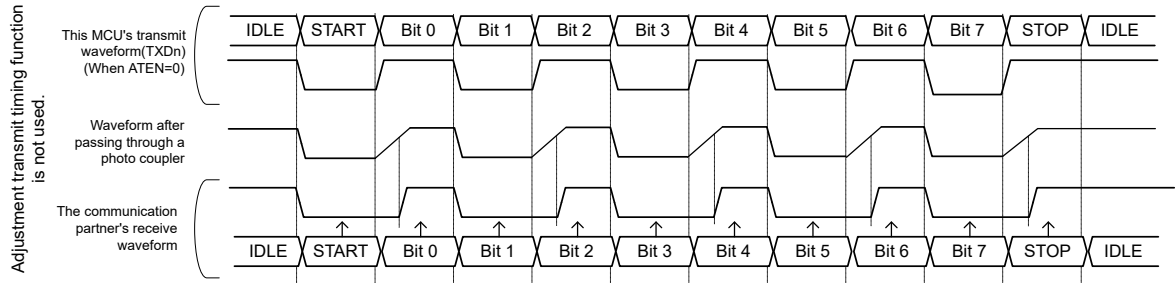 Adjustment transmit timing function
is not used.
This MCU's transmit
waveform(TXDn)
(When ATEN=0)
IDLE START Bit 0 Bit 1 Bit 2 Bit 3 Bit 4 Bit 5 Bit 6 Bit 7 STOP IDLE
Waveform after
passing through a
photo coupler
The communication
partner's receive
waveform
IDLE START Bit 0 Bit 1 Bit 2 Bit 3 Bit 4 Bit 5 Bit 6 Bit 7 STOP IDLE